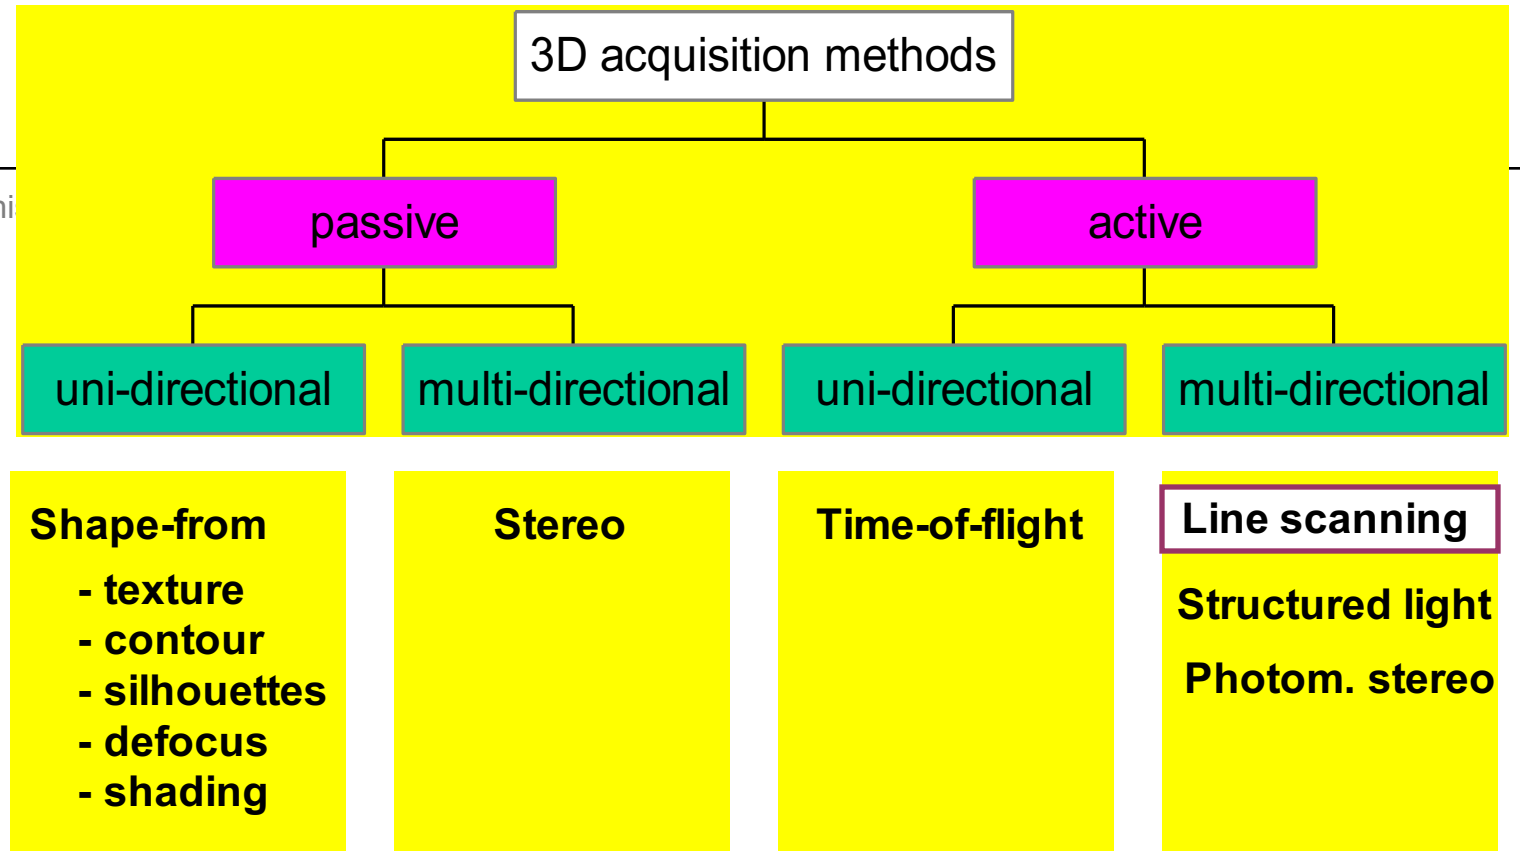 3D acquisition methods
passive
active
uni-directional
multi-directional
uni-directional
multi-directional
Shape-from
- texture
- contour
- silhouettes
- defocus
- shading
Stereo
Time-of-flight
Line scanning
Structured light
Photom. stereo